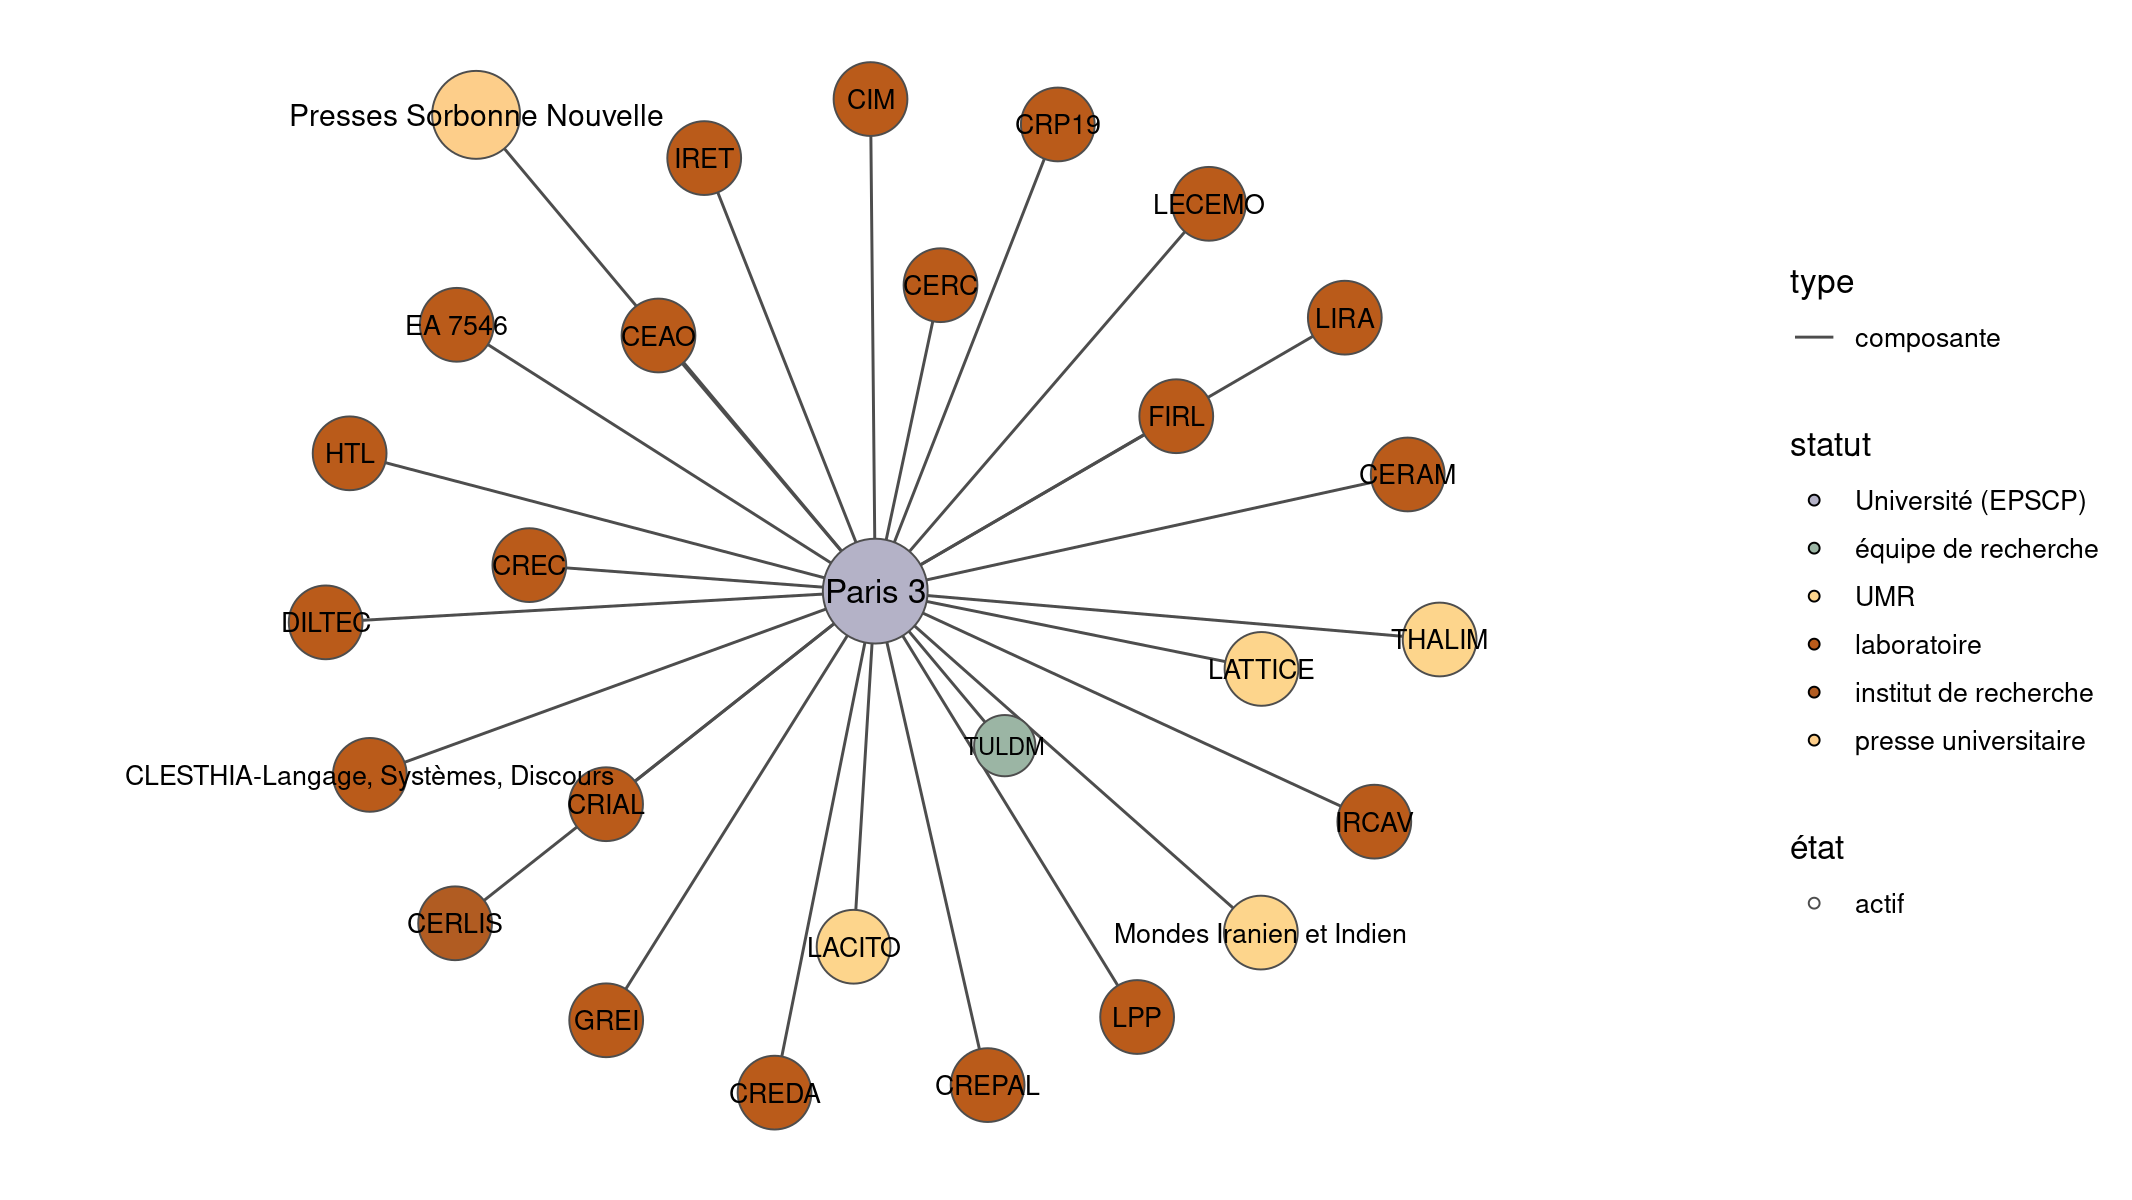 CIM
Presses Sorbonne Nouvelle
CRP19
IRET
LECEMO
CERC
LIRA
EA 7546
CEAO
FIRL
HTL
CERAM
CREC
Paris 3
DILTEC
THALIM
LATTICE
TULDM
CLESTHIA-Langage, Systèmes, Discours
CRIAL
IRCAV
CERLIS
LACITO
Mondes Iranien et Indien
GREI
LPP
CREDA
CREPAL
type
composante
statut
Université (EPSCP)
équipe de recherche
UMR
laboratoire
institut de recherche
presse universitaire
état
actif